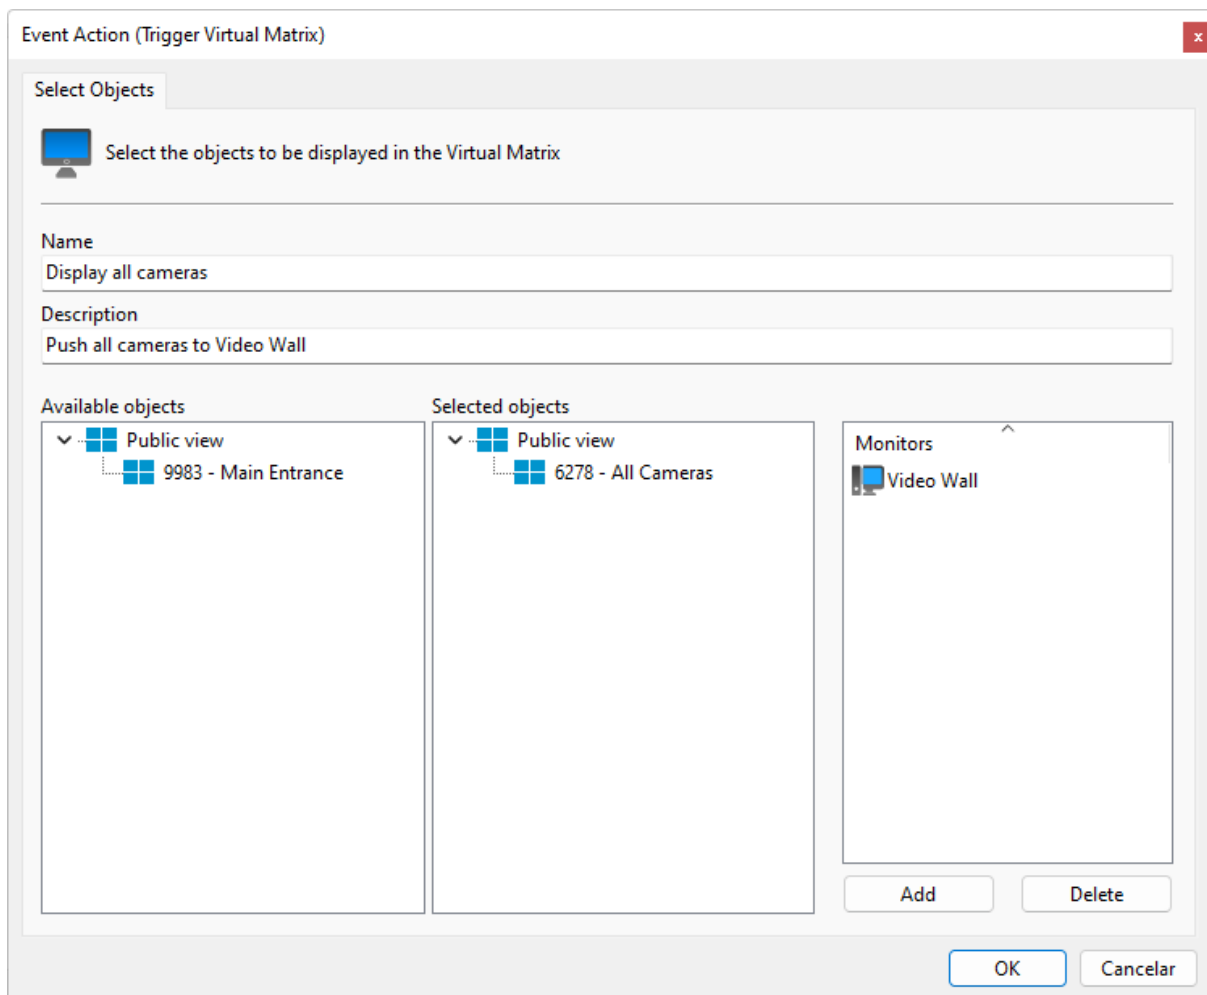 Event Action (Trigger Virtual Matrix)
x
Select Objects
Select the objects to be displayed in the Virtual Matrix
Name
Display all cameras
Description
Push all cameras to Video Wall
Available objects
Public view
9983 - Main Entrance
Selected objects
Public view
6278 - All Cameras
Monitors
Video Wall
Add
Delete
OK
Cancelar